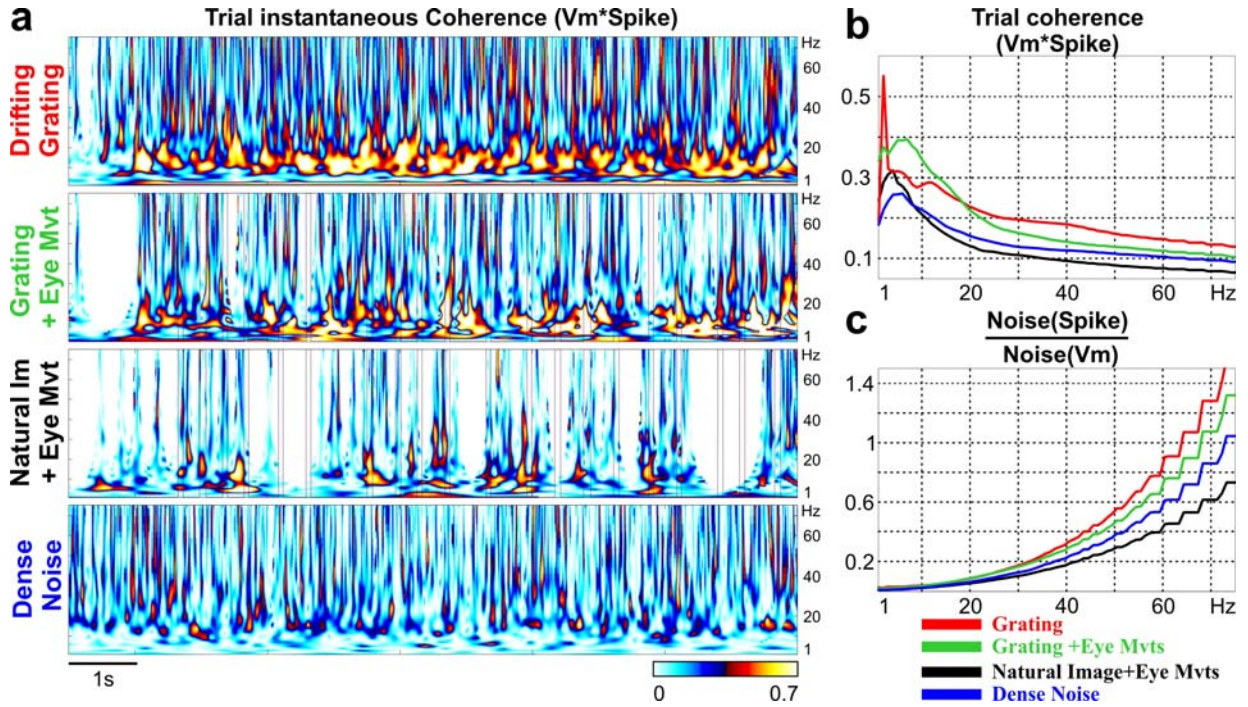 a
Trial instantaneous Coherence (Vm*Spike)
Drifting
Grating
Hz
60
40
20
1
Grating
+ Eye Mvt
Hz
60
40
20
1
Natural Im
+ Eye Mvt
Hz
60
40
20
1
Dense
Noise
Hz
60
40
20
1
1s
0
0.7
b
Trial coherence
(Vm*Spike)
0.5
0.3
0.1
1
20
40
60
Hz
c
Noise(Spike)
Noise(Vm)
1.4
1
0.6
0.2
1
20
40
60
Hz
Grating
Grating +Eye Mvts
Natural Image+Eye Mvts
Dense Noise